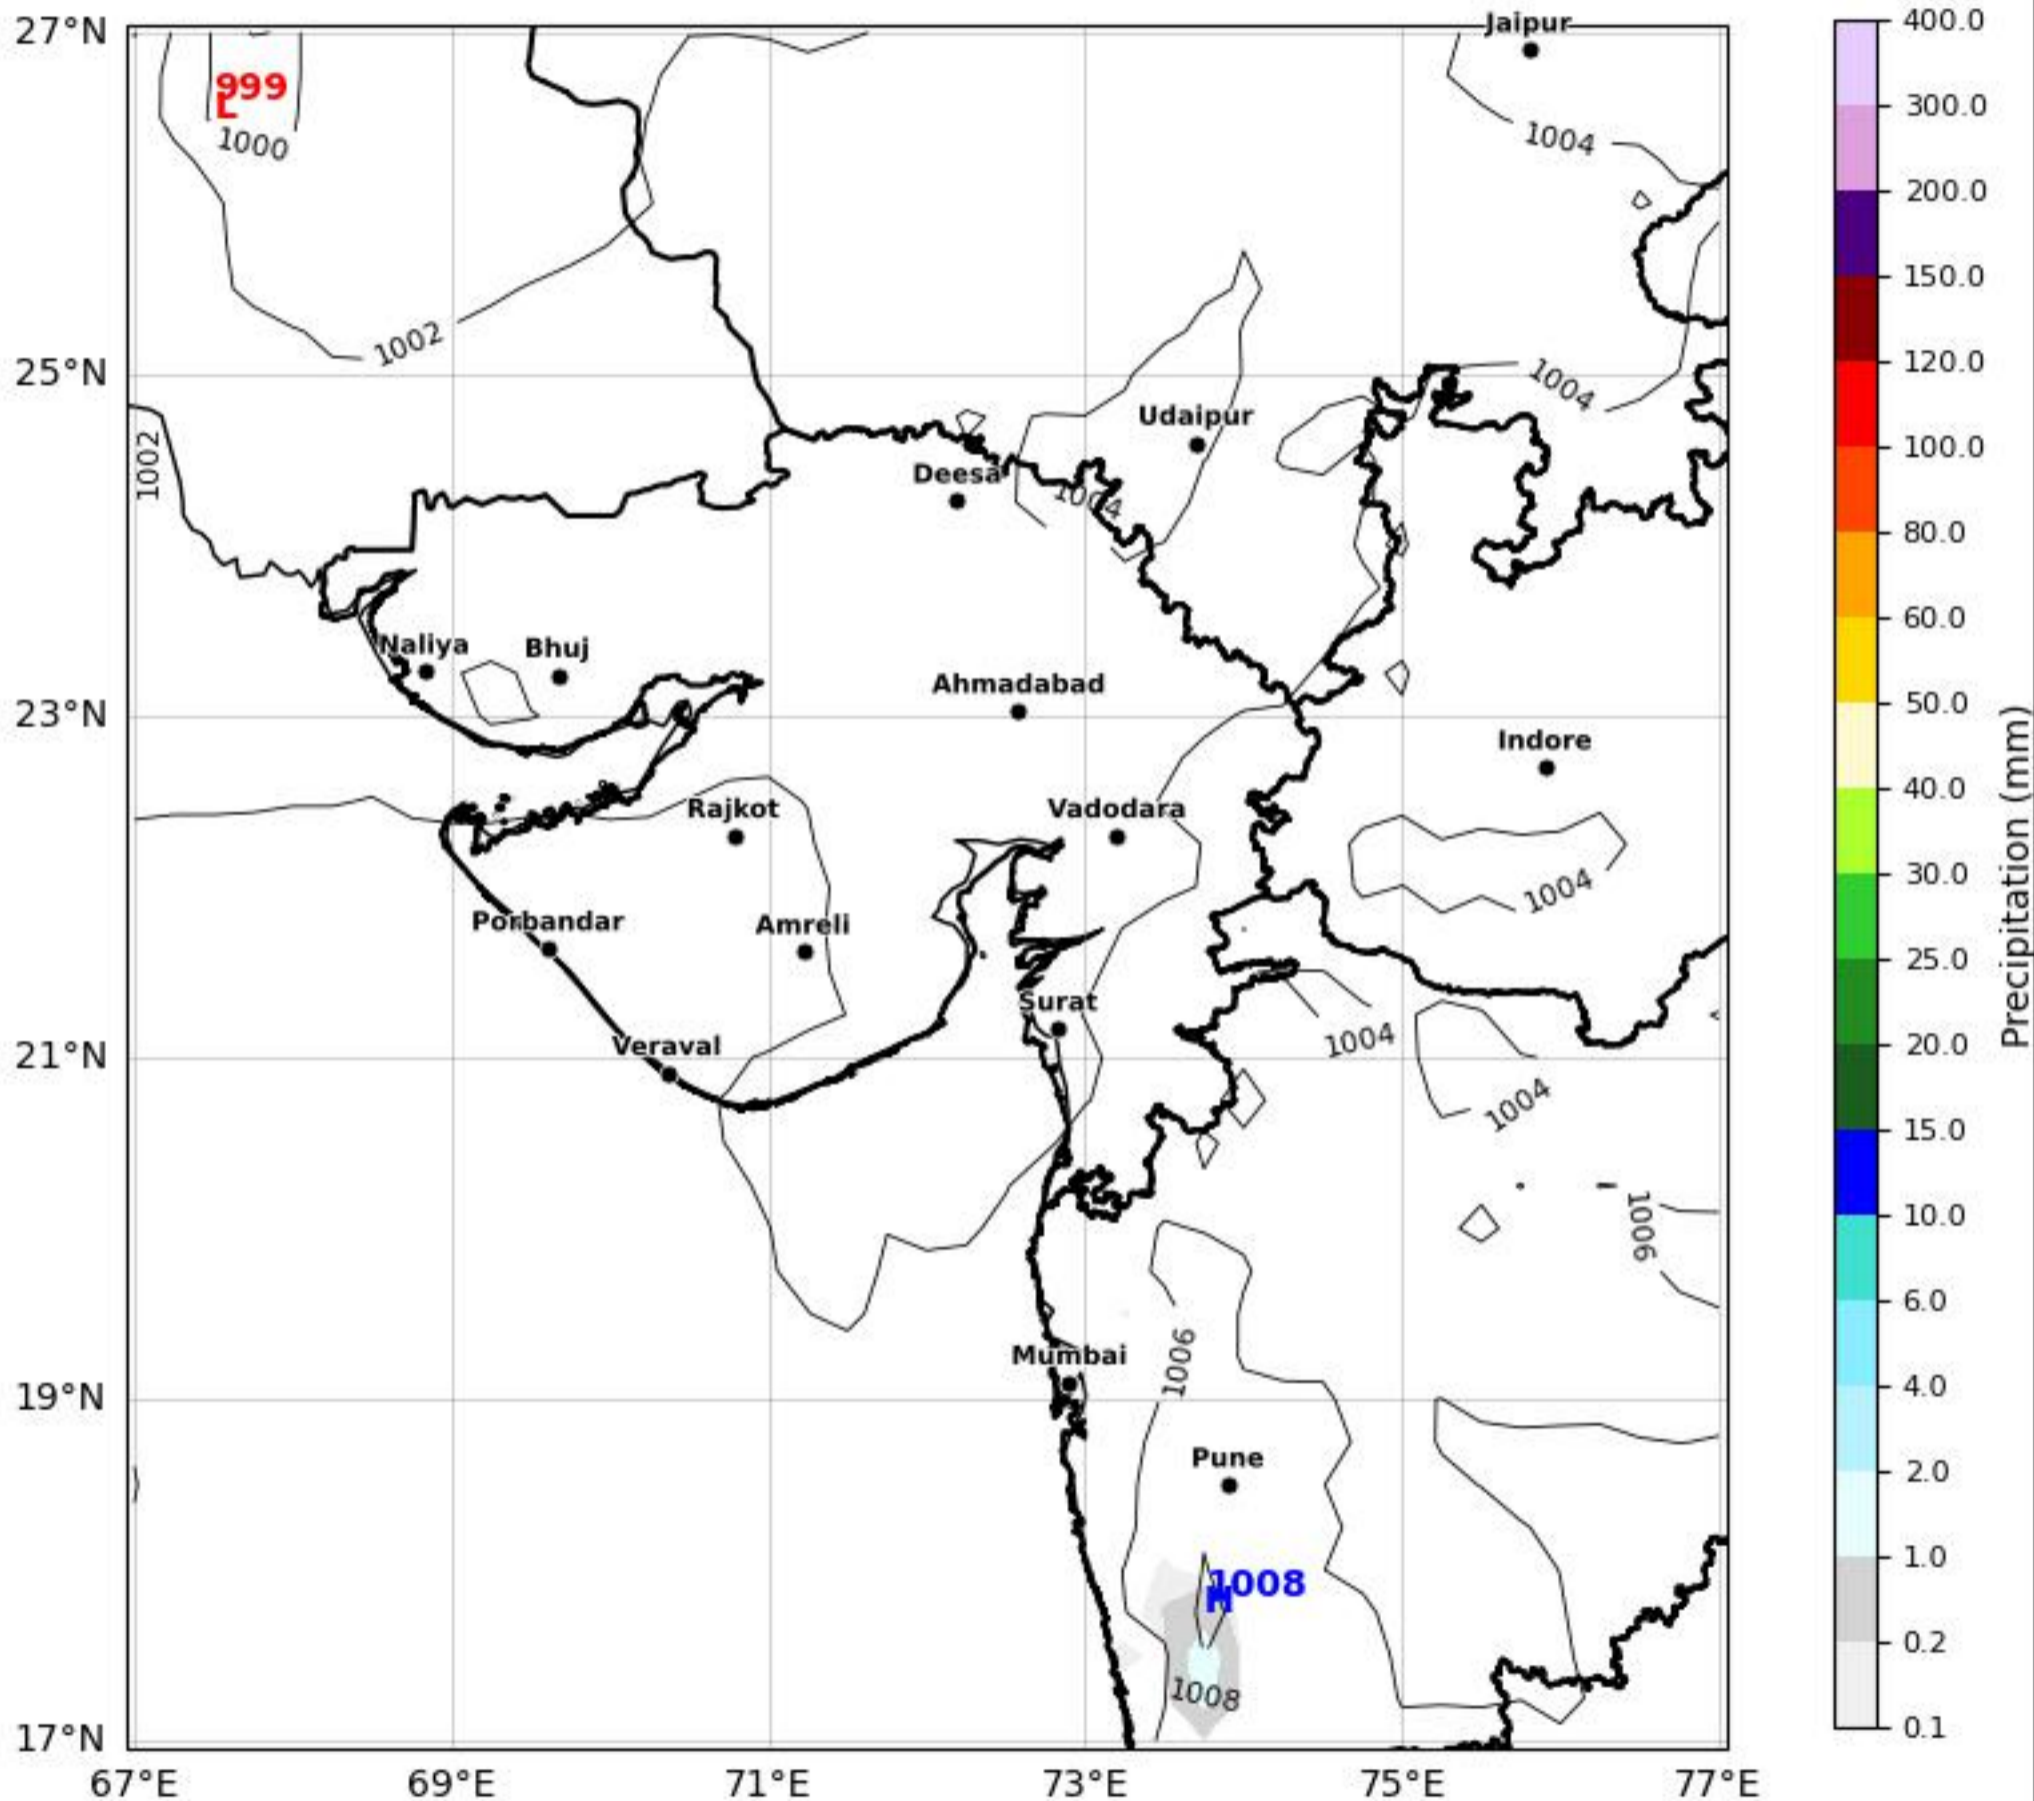 27°N
25°N
23°N
21°N
19°N
17°N
67°E
69°E
71°E
73°E
75°E
77°E
Jaipur
999
L
1000
1004
1002
1004
1002
Udaipur
Deesa
1004
Naliya
Bhuj
Ahmadabad
Indore
Rajkot
Vadodara
1004
Porbandar
Amreli
Surat
1004
Veraval
1004
1006
Mumbai
1006
Pune
1008
H
1008
400.0
300.0
200.0
150.0
120.0
100.0
80.0
60.0
50.0
40.0
30.0
25.0
20.0
15.0
10.0
6.0
4.0
2.0
1.0
0.2
0.1
Precipitation (mm)